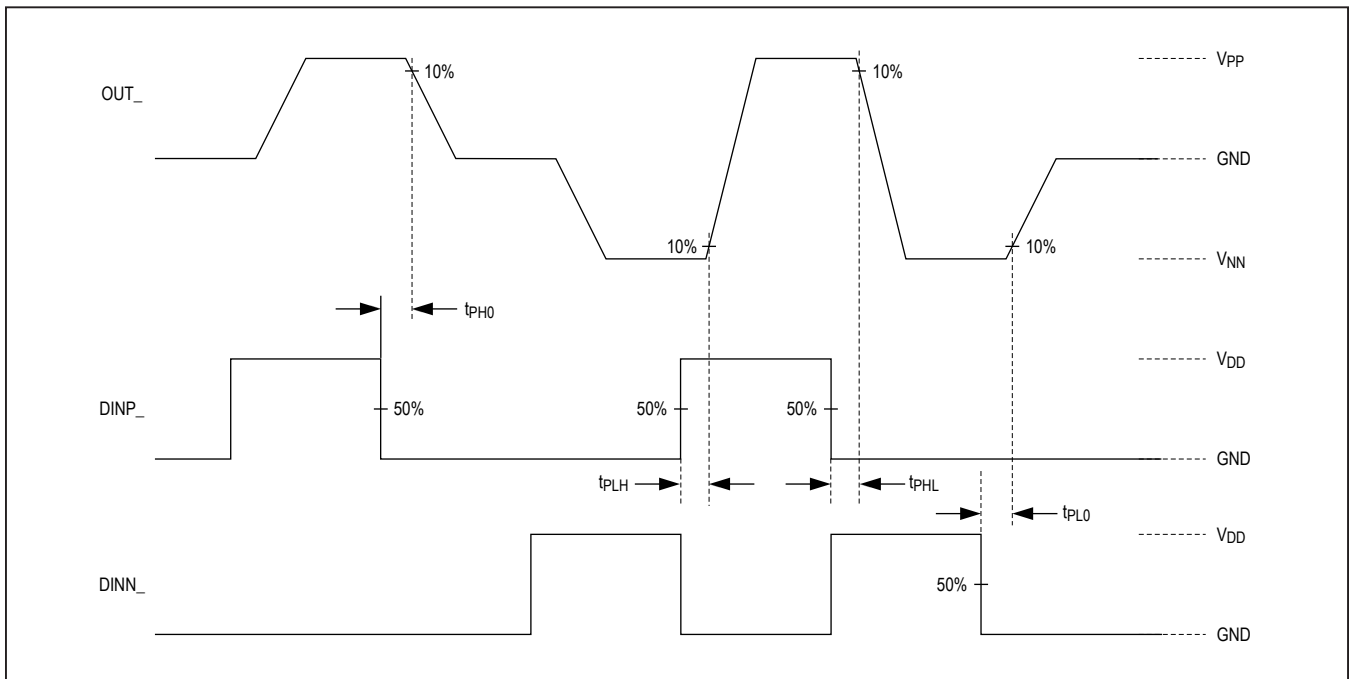 OUT_
10%
10%
VPP
GND
10%
10%
VNN
tPH0
DINP_
50%
50%
50%
VDD
GND
tPLH
tPHL
tPL0
DINN_
50%
VDD
GND